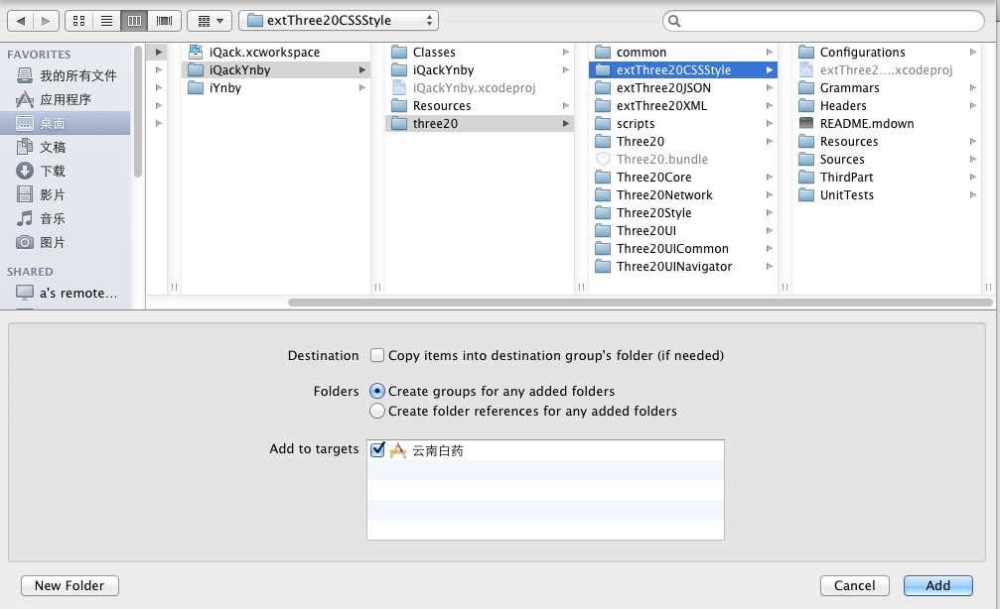 extThree20CSSStyle
FAVORITES
我的所有文件
应用程序
桌面
文稿
下载
影片
音乐
图片
SHARED
a's remote...
iQack.xcworkspace
iQackYnby
iYnby
Classes
iQackYnby
iQackYnby.xcodeproj
Resources
three20
common
extThree20CSSStyle
extThree20JSON
extThree20XML
scripts
Three20
Three20.bundle
Three20Core
Three20Network
Three20Style
Three20UI
Three20UICommon
Three20UINavigator
Configurations
extThree2....xcodeproj
Grammars
Headers
README.mdown
Resources
Sources
ThirdPart
UnitTests
Destination Copy items into destination group's folder (if needed)
Folders Create groups for any added folders
Create folder references for any added folders
Add to targets 云南白药
New Folder Cancel Add